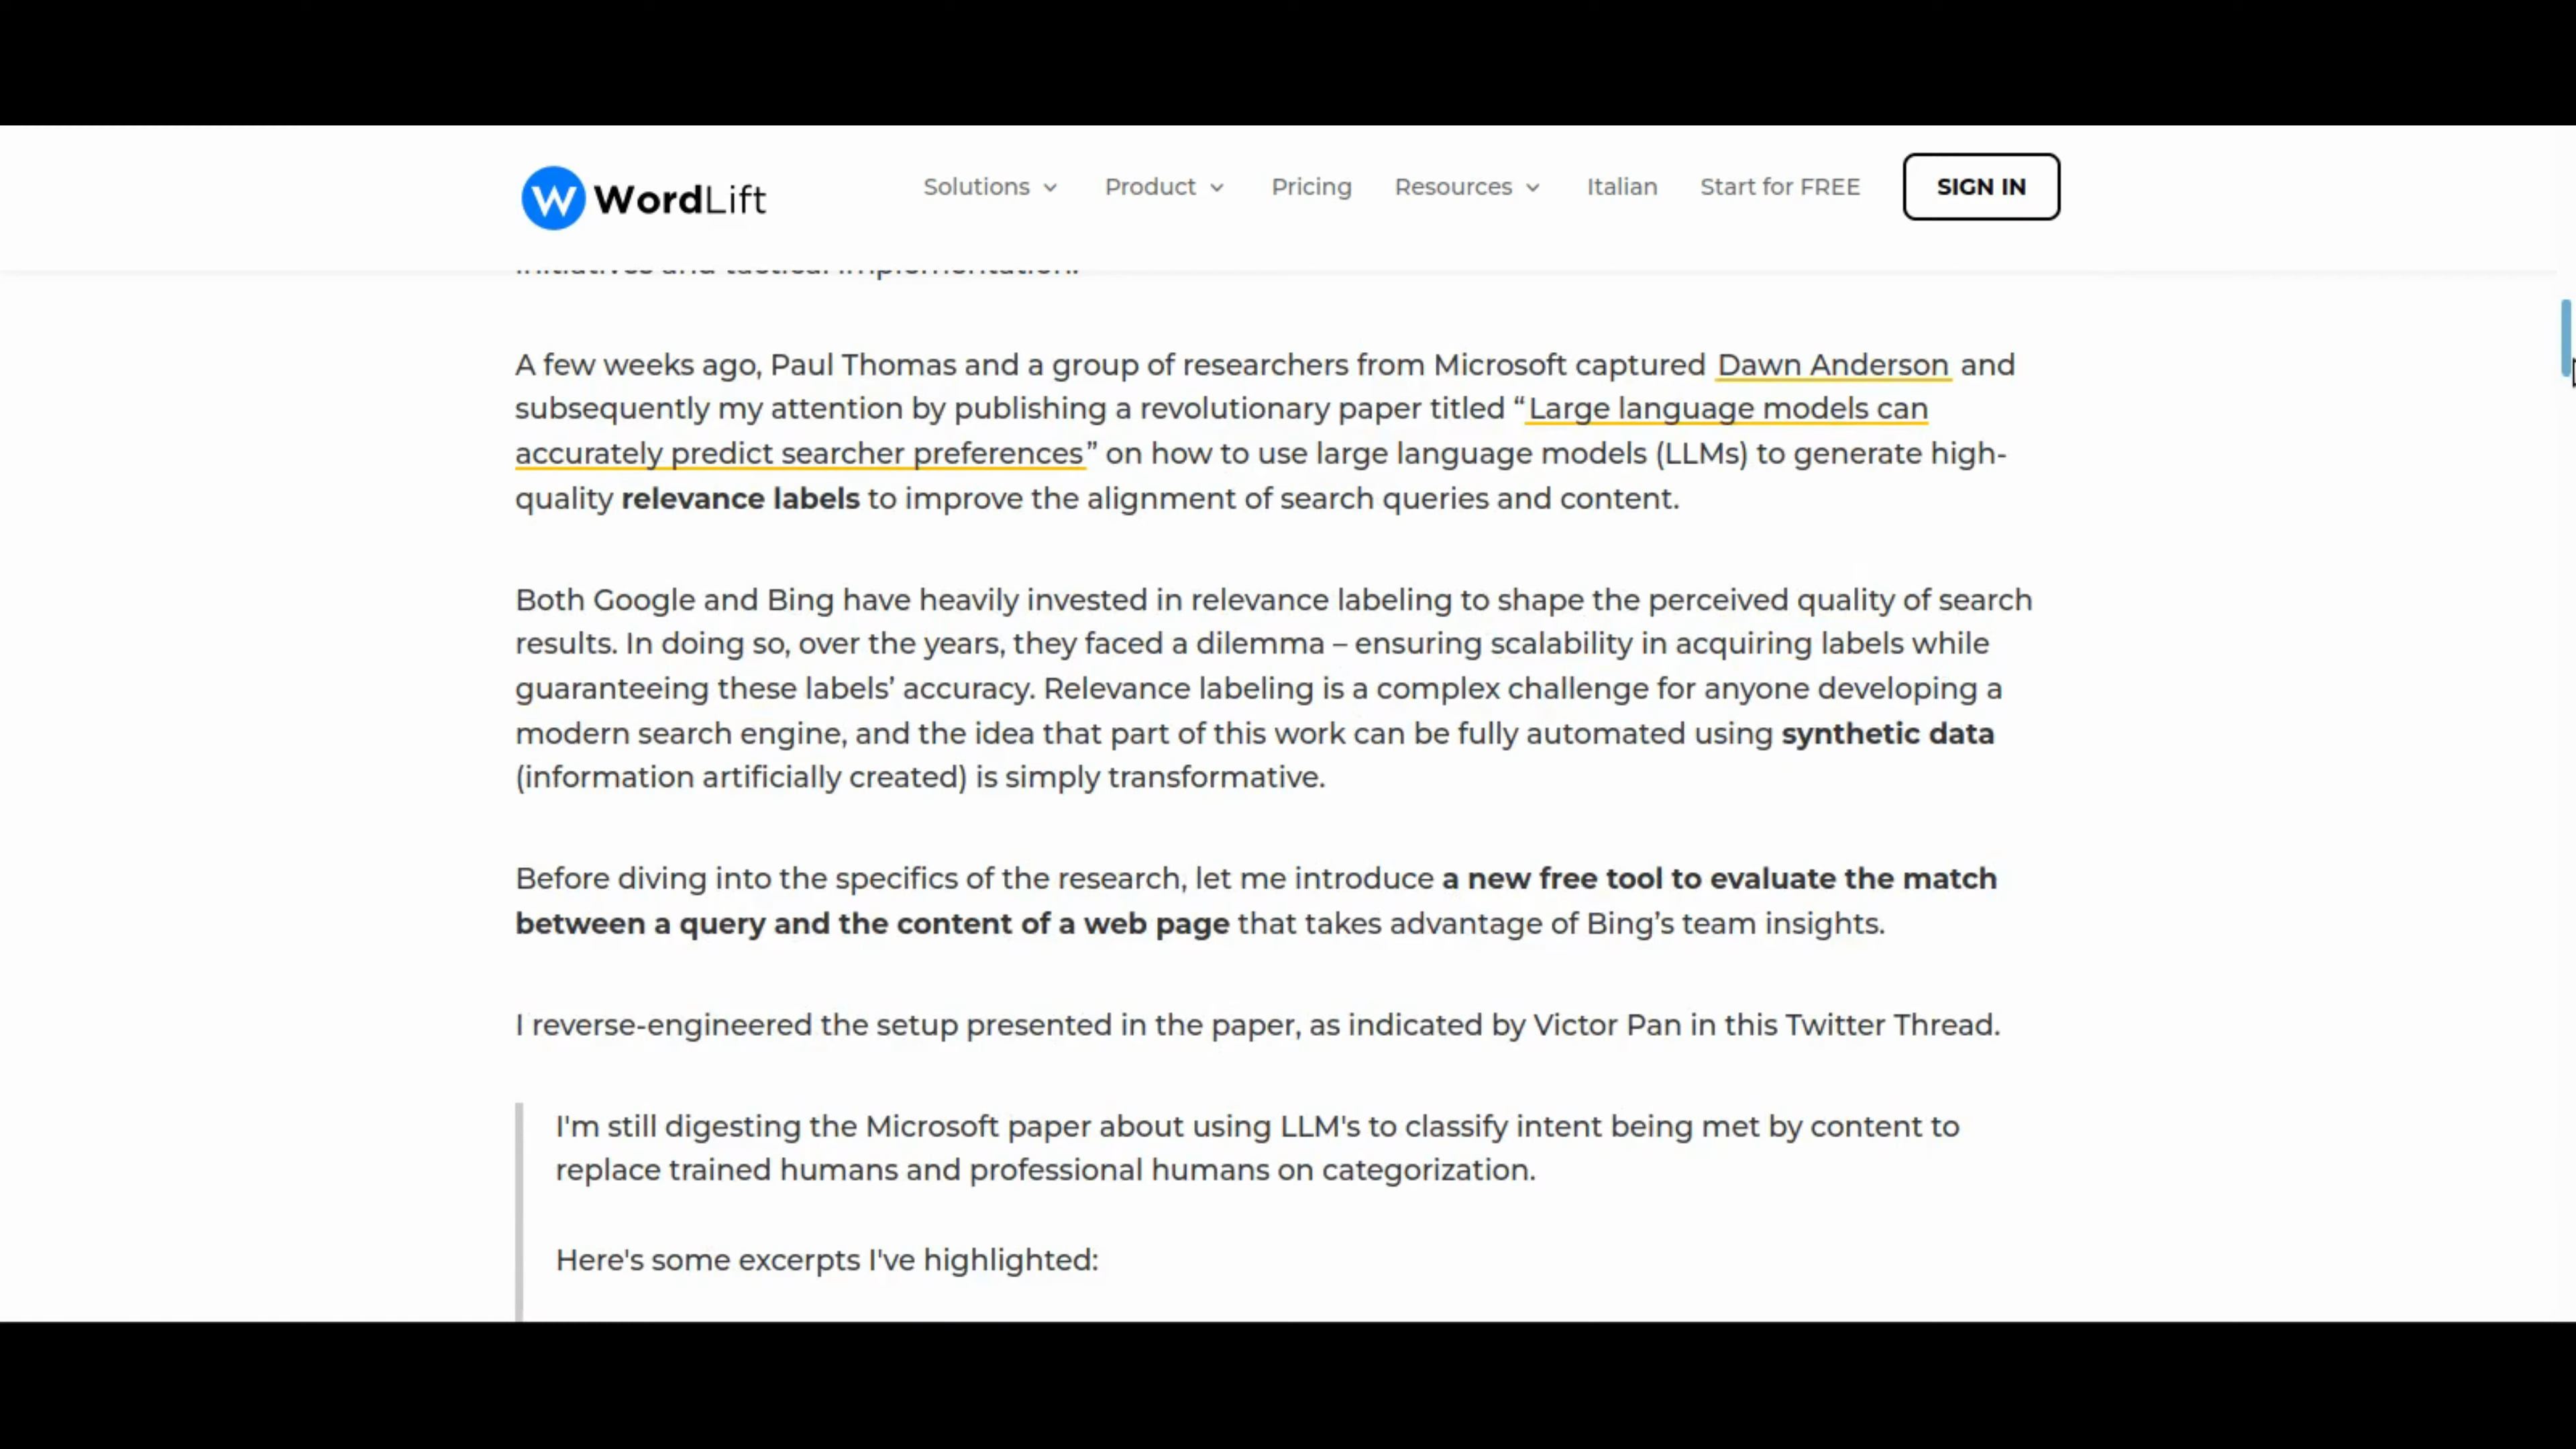 WordLift
Solutions
Product
Pricing
Resources
Italian
Start for FREE
SIGN IN
initiatives and tactical implementation.
A few weeks ago, Paul Thomas and a group of researchers from Microsoft captured Dawn Anderson and
subsequently my attention by publishing a revolutionary paper titled “Large language models can
accurately predict searcher preferences” on how to use large language models (LLMs) to generate high-
quality relevance labels to improve the alignment of search queries and content.
Both Google and Bing have heavily invested in relevance labeling to shape the perceived quality of search
results. In doing so, over the years, they faced a dilemma – ensuring scalability in acquiring labels while
guaranteeing these labels’ accuracy. Relevance labeling is a complex challenge for anyone developing a
modern search engine, and the idea that part of this work can be fully automated using synthetic data
(information artificially created) is simply transformative.
Before diving into the specifics of the research, let me introduce a new free tool to evaluate the match
between a query and the content of a web page that takes advantage of Bing’s team insights.
I reverse-engineered the setup presented in the paper, as indicated by Victor Pan in this Twitter Thread.
I'm still digesting the Microsoft paper about using LLM's to classify intent being met by content to
replace trained humans and professional humans on categorization.
Here's some excerpts I've highlighted: